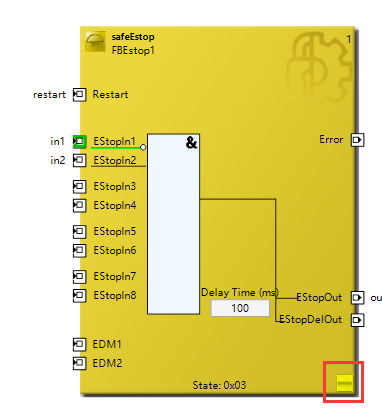 safeEstop
1
FBEstop1
restart
Restart
in1
EStopIn1
&
Error
in2
EStopIn2
EStopIn3
EStopIn4
EStopIn5
EStopIn6
EStopIn7
EStopIn8
Delay Time (ms)
100
EStopOut
ou
EStopDelOut
EDM1
EDM2
State: 0x03